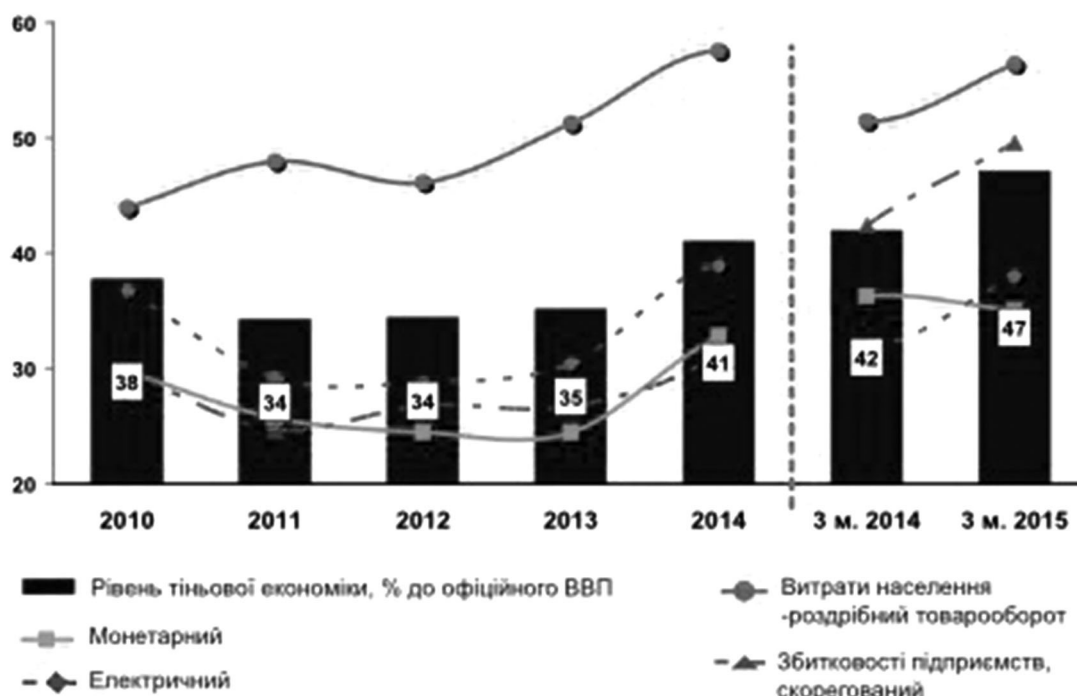 60
50
40
30
20
38
34
34
35
41
42
47
2010
2011
2012
2013
2014
3 м. 2014
3 м. 2015
Рівень тіньової економіки, % до офіційного ВВП
Монетарний
Електричний
Витрати населення
-роздрібний товарооборот
Збитковості підприємств,
скорегований